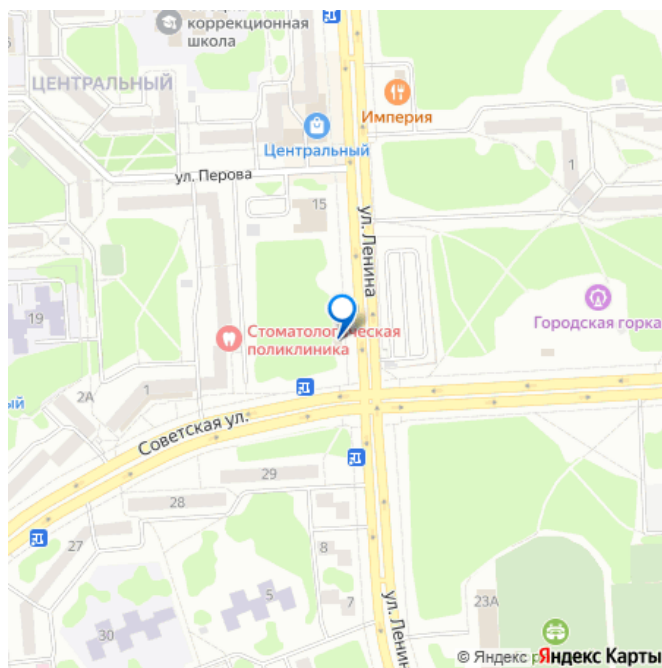 коррекционная
школа
ЦЕНТРАЛЬНЫЙ
Империя
Центральный
ул. Перова
1
15
ул. Ленина
19
Городская горка
Стоматологическая
поликлиника
2А
1
Советская ул.
29
28
27
8
5
7
30
23А
ул. Ленин
© Яндекс
Яндекс Карты